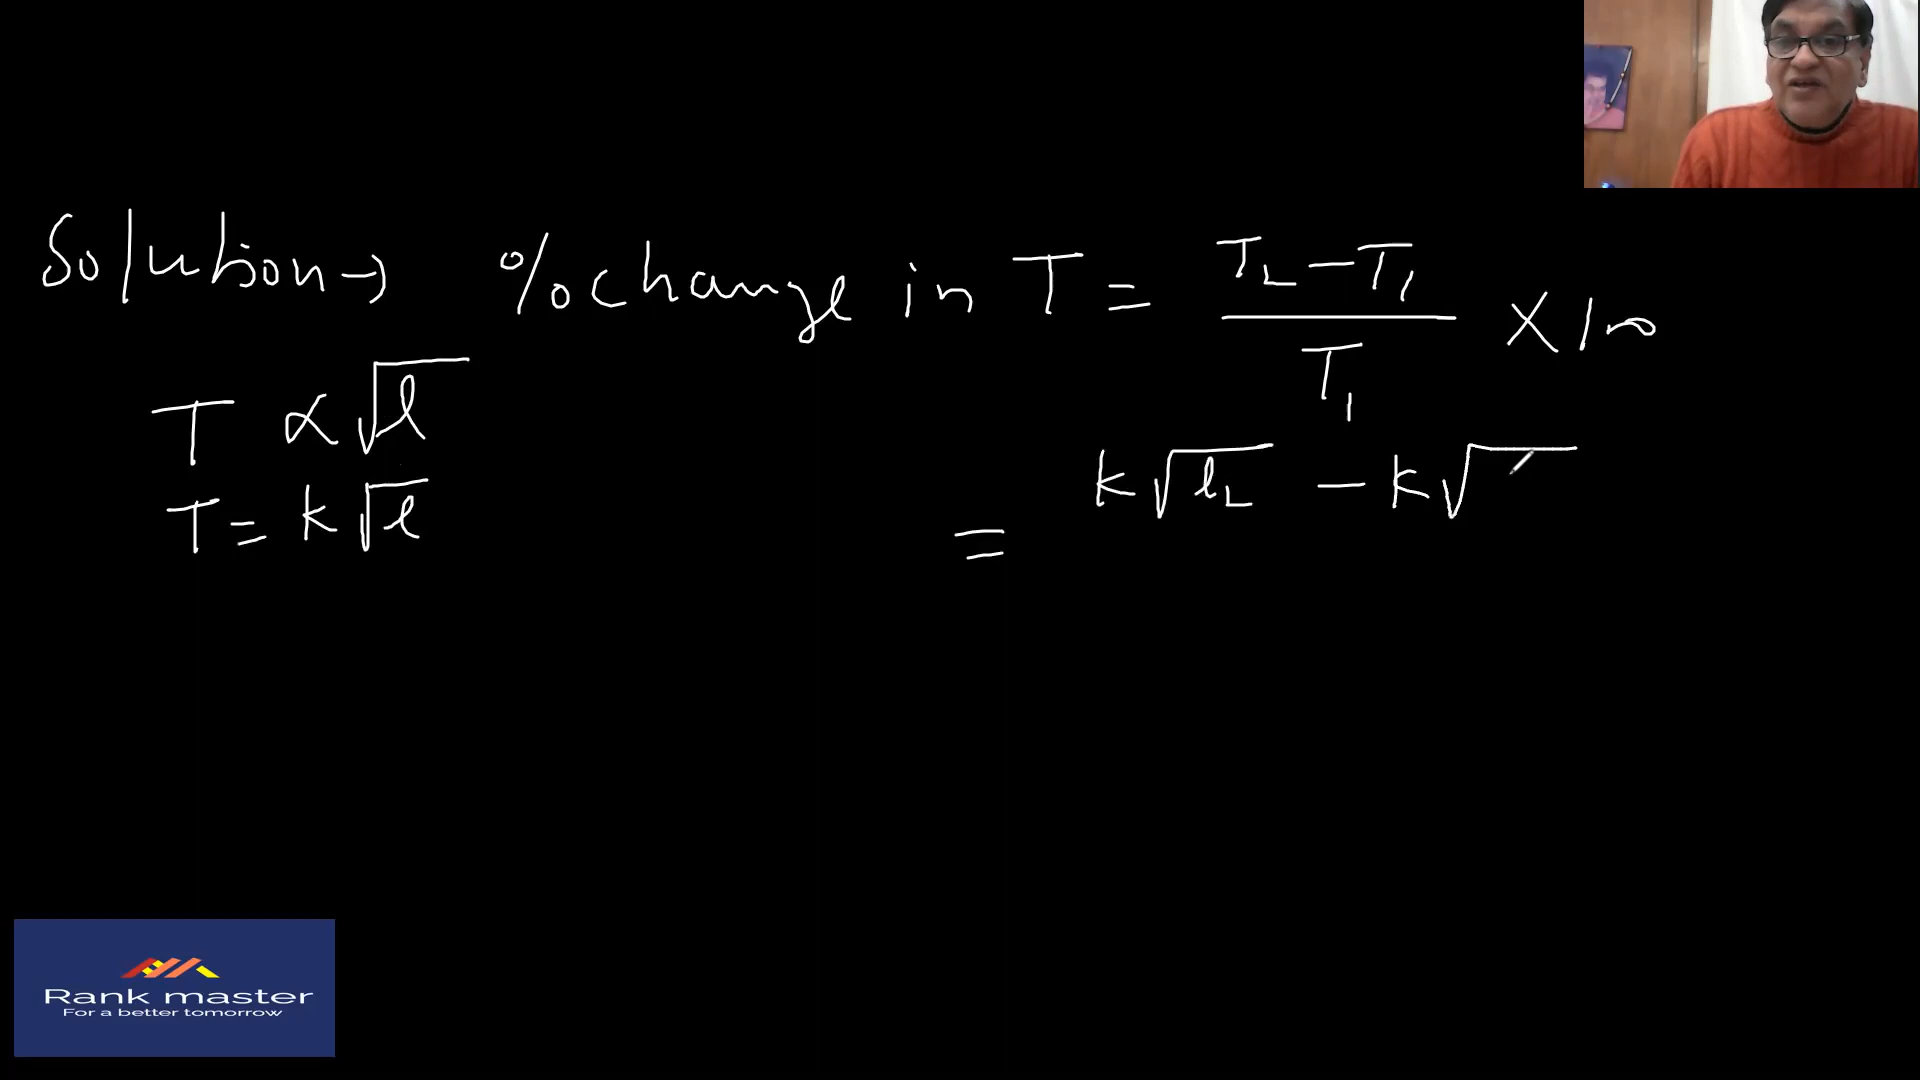 Solution → % change in T = (T₂ – T₁) / T₁ × 100
T ∝ √l
T = k√l
= k√l₂ – k√
Rank master
For a better tomorrow